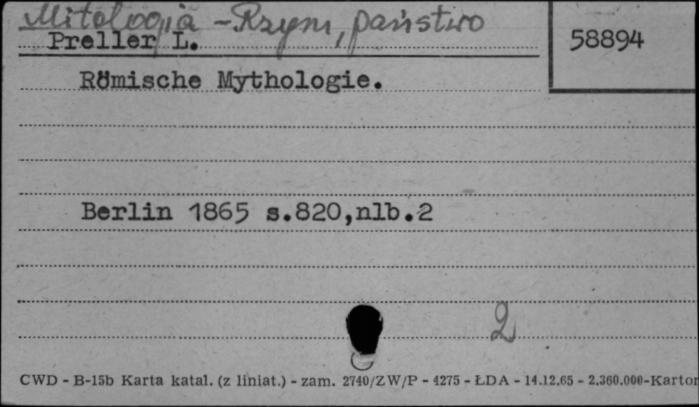 Mitologia - Rzym, państwo
Preller L.
58894
Römische Mythologie.
Berlin 1865 s.820,nlb.2
2
CWD - B-15b Karta katal. (z liniat.) - zam. 2740/ZW/P - 4275 - ŁDA - 14.12.65 - 2.360.000-Karton